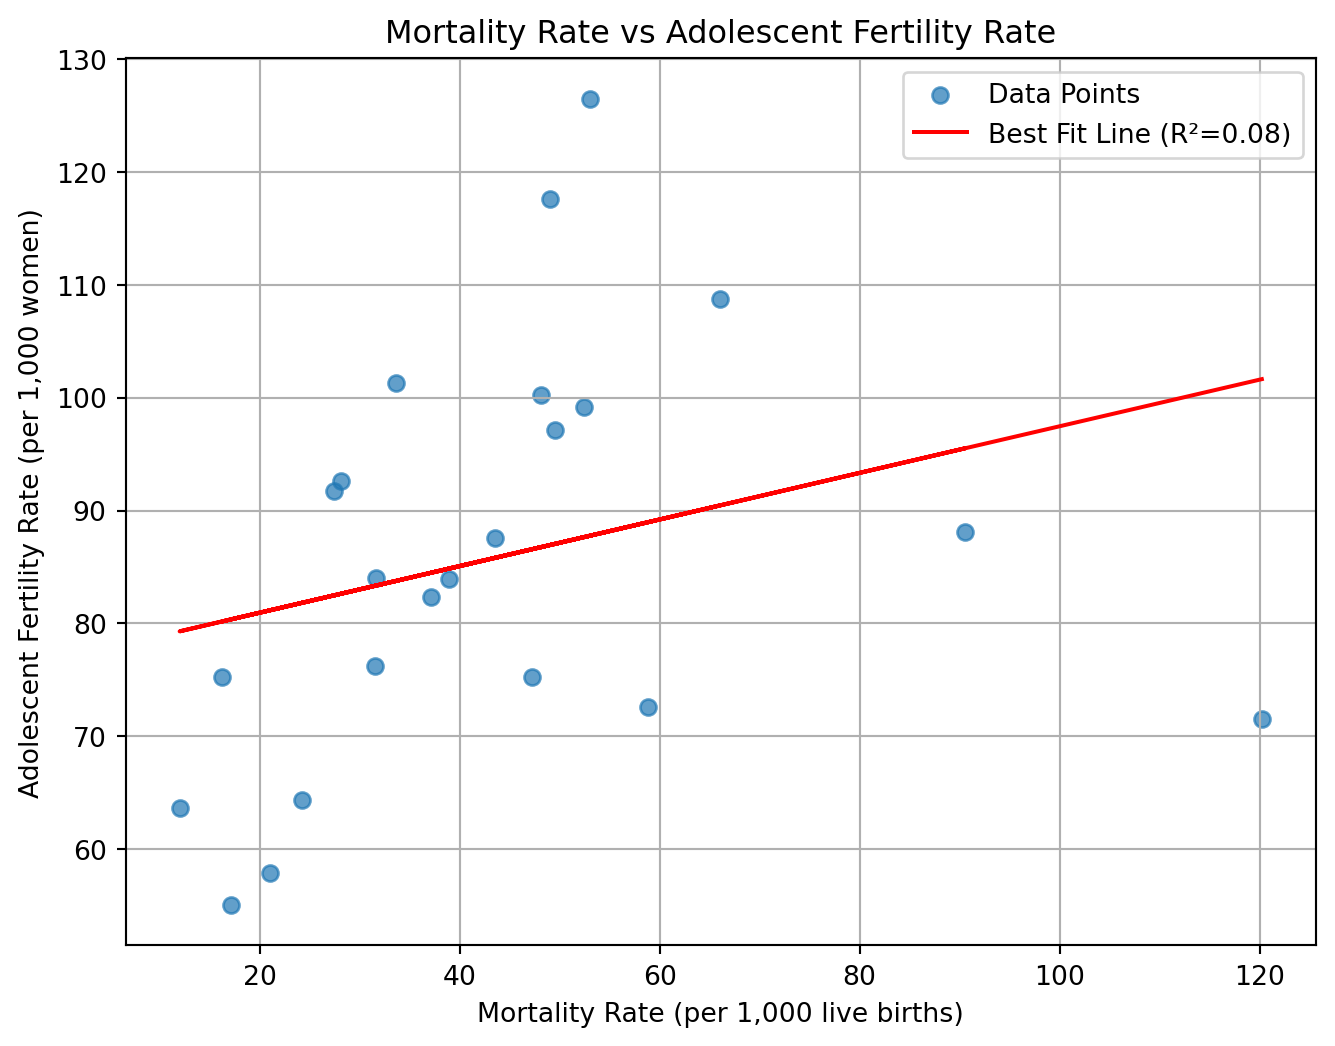 Mortality Rate vs Adolescent Fertility Rate
Data Points
Best Fit Line (R²=0.08)
Adolescent Fertility Rate (per 1,000 women)
130
120
110
100
90
80
70
60
20 40 60 80 100 120
Mortality Rate (per 1,000 live births)